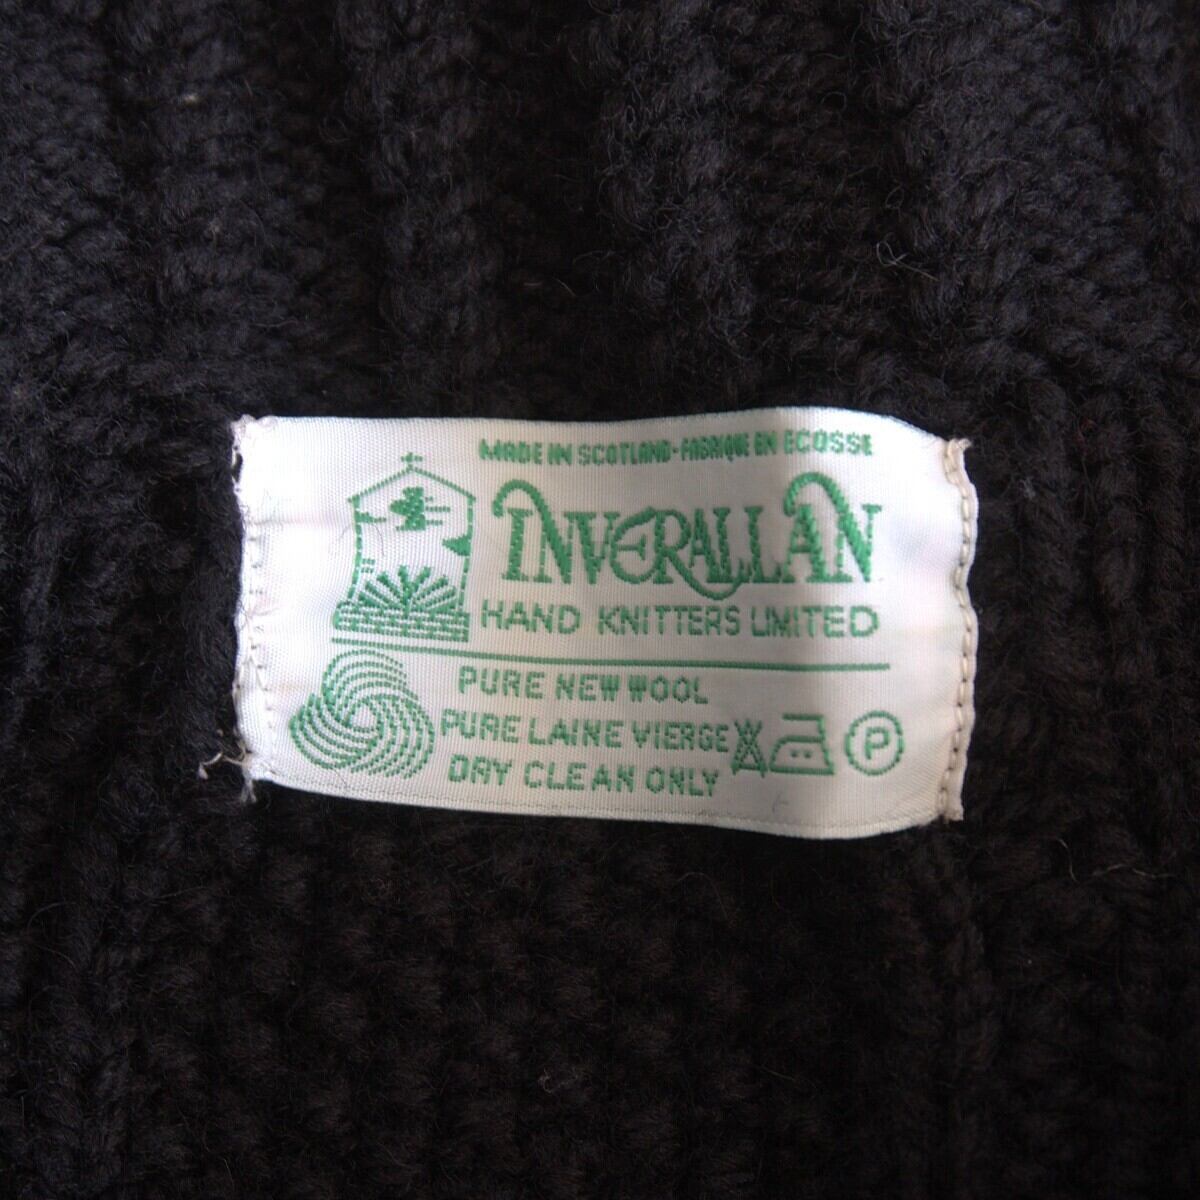 MADE IN SCOTLAND-FABRIQUE EN ECOSSE
INVERALLAN
HAND KNITTERS LIMITED
PURE NEW WOOL
PURE LAINE VIERGE
DRY CLEAN ONLY
P